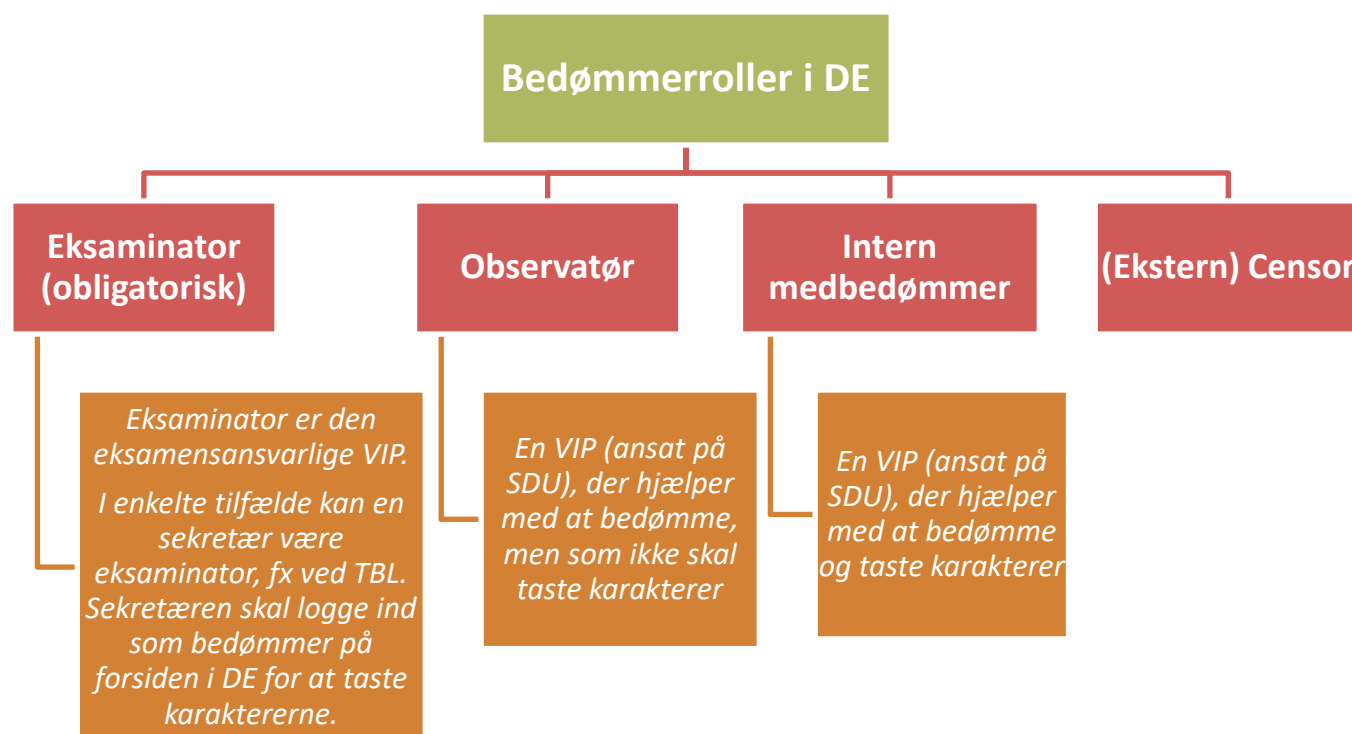 Bedømmerroller i DE
Eksaminator
(obligatorisk)
Observatør
Intern
medbedømmer
(Ekstern) Censor
Eksaminator er den
eksamensansvarlige VIP.
I enkelte tilfælde kan en
sekretær være
eksaminator, fx ved TBL.
Sekretæren skal logge ind
som bedømmer på
forsiden i DE for at taste
karaktererne.
En VIP (ansat på
SDU), der hjælper
med at bedømme,
men som ikke skal
taste karakterer
En VIP (ansat på
SDU), der hjælper
med at bedømme
og taste karakterer